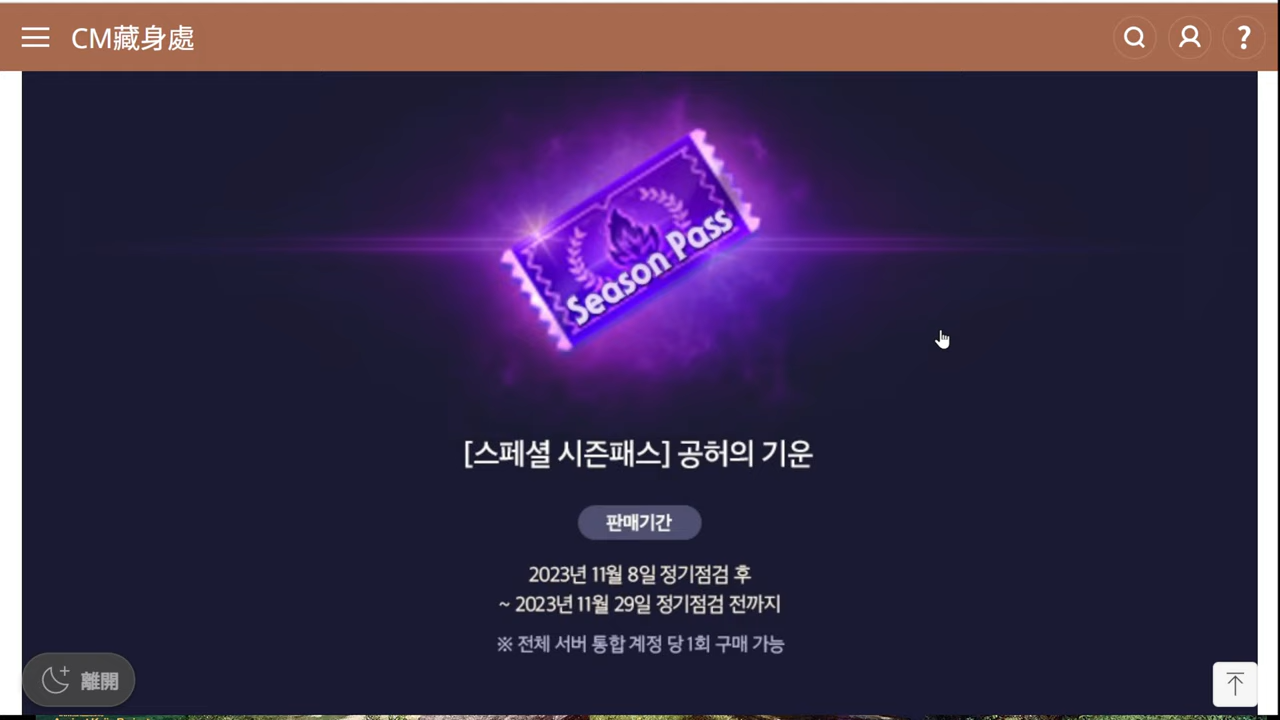 CM藏身處
?
Season Pass
[스페셜 시즌패스] 공허의 기운
판매기간
2023년 11월 8일 정기점검 후
~ 2023년 11월 29일 정기점검 전까지
※ 전체 서버 통합 계정 당 1회 구매 가능
離開